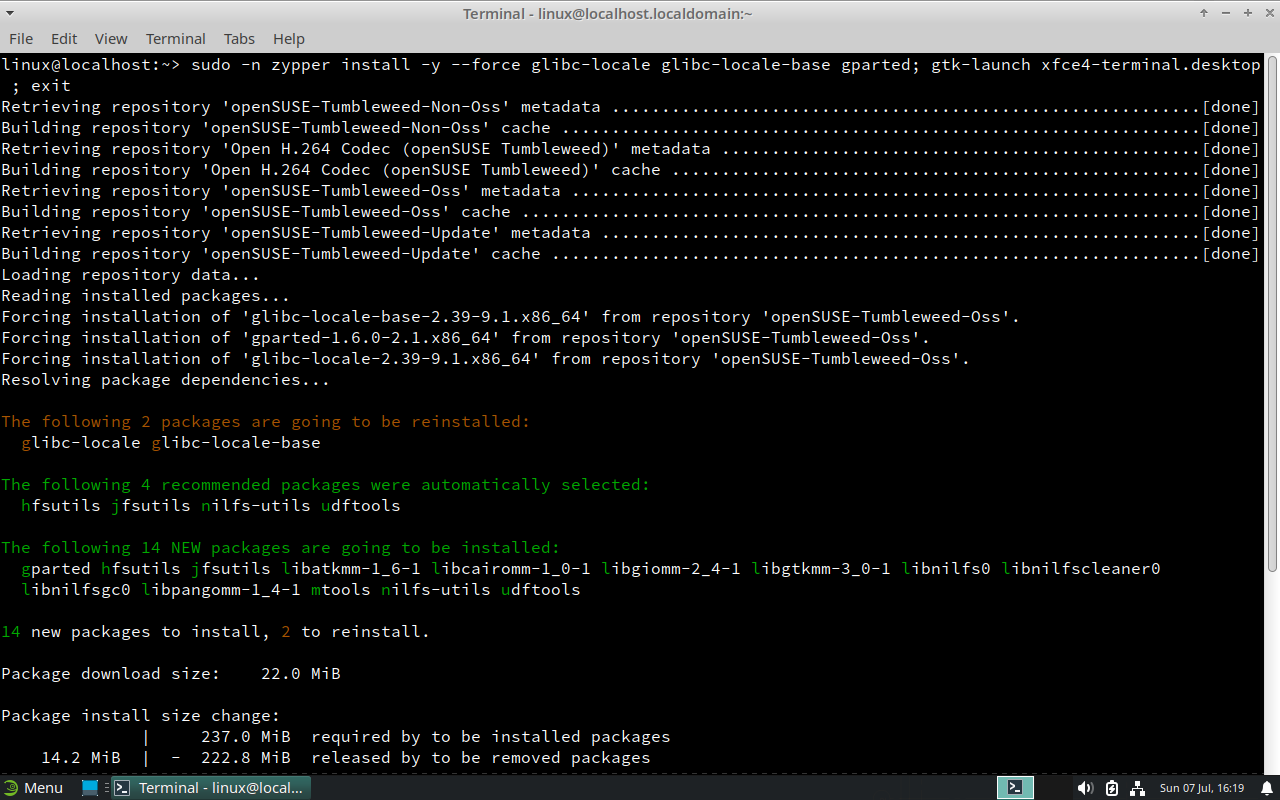 Terminal - linux@localhost.localdomain:~
File Edit View Terminal Tabs Help
linux@localhost:~> sudo -n zypper install -y --force glibc-locale glibc-locale-base gparted; gtk-launch xfce4-terminal.desktop
; exit
Retrieving repository 'openSUSE-Tumbleweed-Non-Oss' metadata ...........................................................[done]
Building repository 'openSUSE-Tumbleweed-Non-Oss' cache ................................................................[done]
Retrieving repository 'Open H.264 Codec (openSUSE Tumbleweed)' metadata ................................................[done]
Building repository 'Open H.264 Codec (openSUSE Tumbleweed)' cache .....................................................[done]
Retrieving repository 'openSUSE-Tumbleweed-Oss' metadata ...............................................................[done]
Building repository 'openSUSE-Tumbleweed-Oss' cache ....................................................................[done]
Retrieving repository 'openSUSE-Tumbleweed-Update' metadata ............................................................[done]
Building repository 'openSUSE-Tumbleweed-Update' cache .................................................................[done]
Loading repository data...
Reading installed packages...
Forcing installation of 'glibc-locale-base-2.39-9.1.x86_64' from repository 'openSUSE-Tumbleweed-Oss'.
Forcing installation of 'gparted-1.6.0-2.1.x86_64' from repository 'openSUSE-Tumbleweed-Oss'.
Forcing installation of 'glibc-locale-2.39-9.1.x86_64' from repository 'openSUSE-Tumbleweed-Oss'.
Resolving package dependencies...
The following 2 packages are going to be reinstalled:
glibc-locale glibc-locale-base
The following 4 recommended packages were automatically selected:
hfsutils jfsutils nilfs-utils udftools
The following 14 NEW packages are going to be installed:
gparted hfsutils jfsutils libatkmm-1_6-1 libcairomm-1_0-1 libgiomm-2_4-1 libgtkmm-3_0-1 libnilfs0 libnilfscleaner0
libnilfsgc0 libpangomm-1_4-1 mtools nilfs-utils udftools
14 new packages to install, 2 to reinstall.
Package download size:    22.0 MiB
Package install size change:
|     237.0 MiB  required by to be installed packages
14.2 MiB  |  -  222.8 MiB  released by to be removed packages
Menu Terminal - linux@local... Sun 07 Jul, 16:19